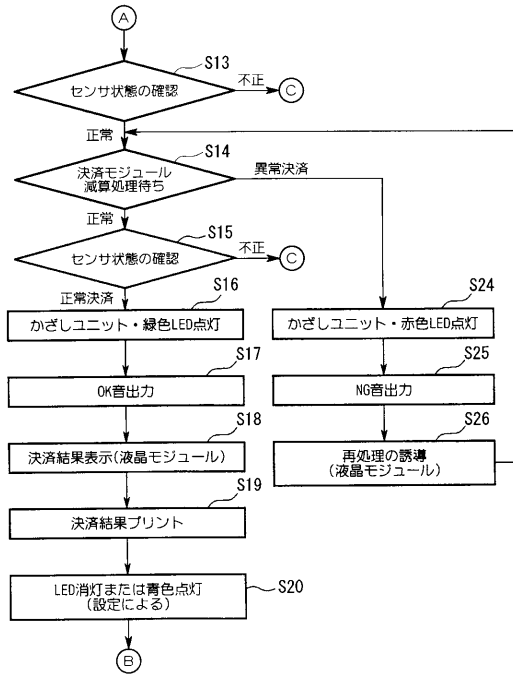 A
S13
センサ状態の確認
不正
C
正常
S14
決済モジュール
減算処理待ち
異常決済
正常
S15
センサ状態の確認
不正
C
正常決済
S16
かざしユニット・緑色LED点灯
S24
かざしユニット・赤色LED点灯
S17
OK音出力
S25
NG音出力
S18
決済結果表示(液晶モジュール)
S26
再処理の誘導
(液晶モジュール)
S19
決済結果プリント
S20
LED消灯または青色点灯
(設定による)
B